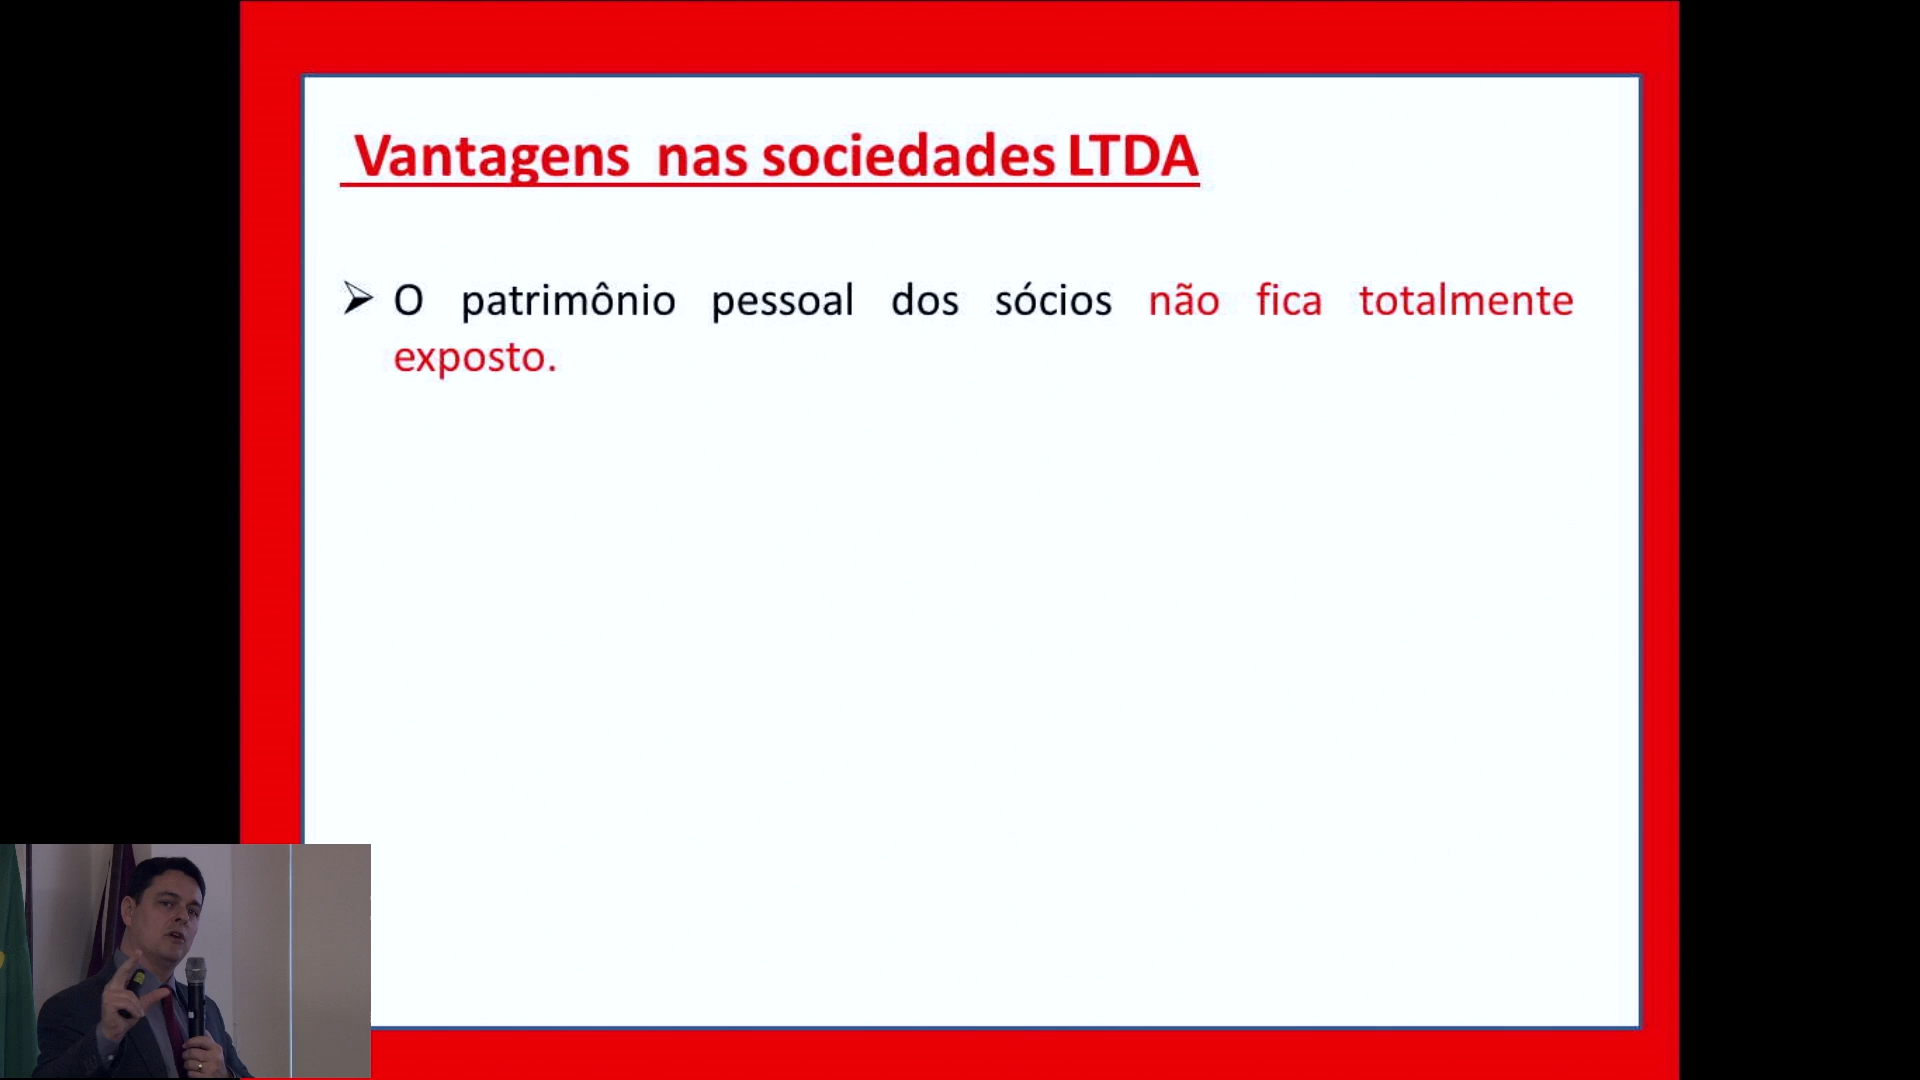 Vantagens nas sociedades LTDA
➢ O patrimônio pessoal dos sócios não fica totalmente
exposto.